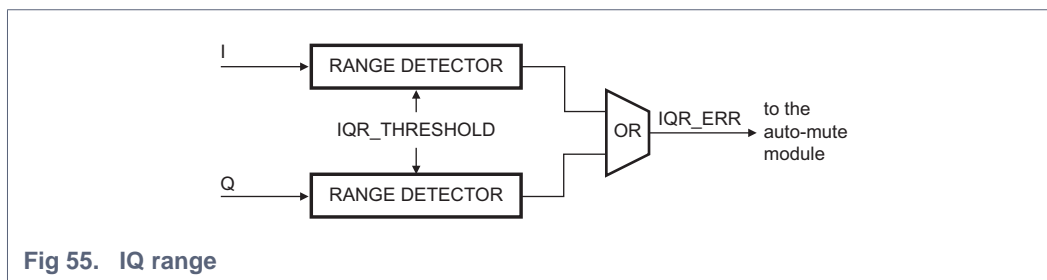 I
RANGE DETECTOR
IQR_THRESHOLD
Q
RANGE DETECTOR
OR
IQR_ERR
to the
auto-mute
module
Fig 55. IQ range